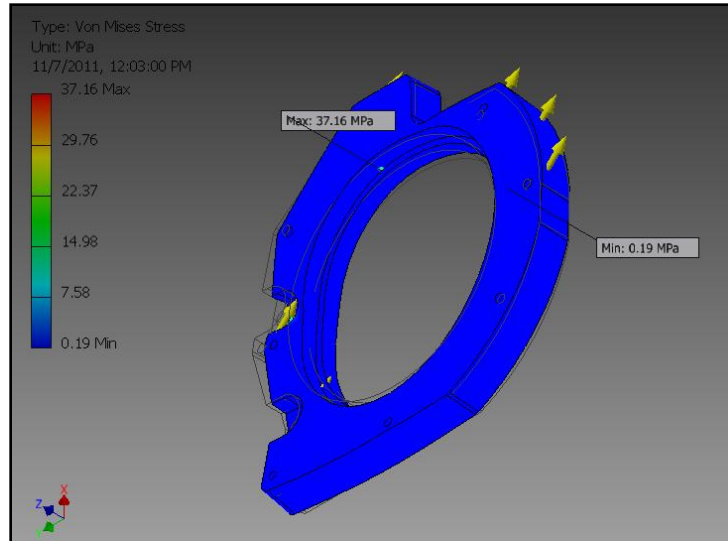 Type: Von Mises Stress
Unit: MPa
11/7/2011, 12:03:00 PM
37.16 Max
29.76
22.37
14.98
7.58
0.19 Min
Max: 37.16 MPa
Min: 0.19 MPa
X
Z